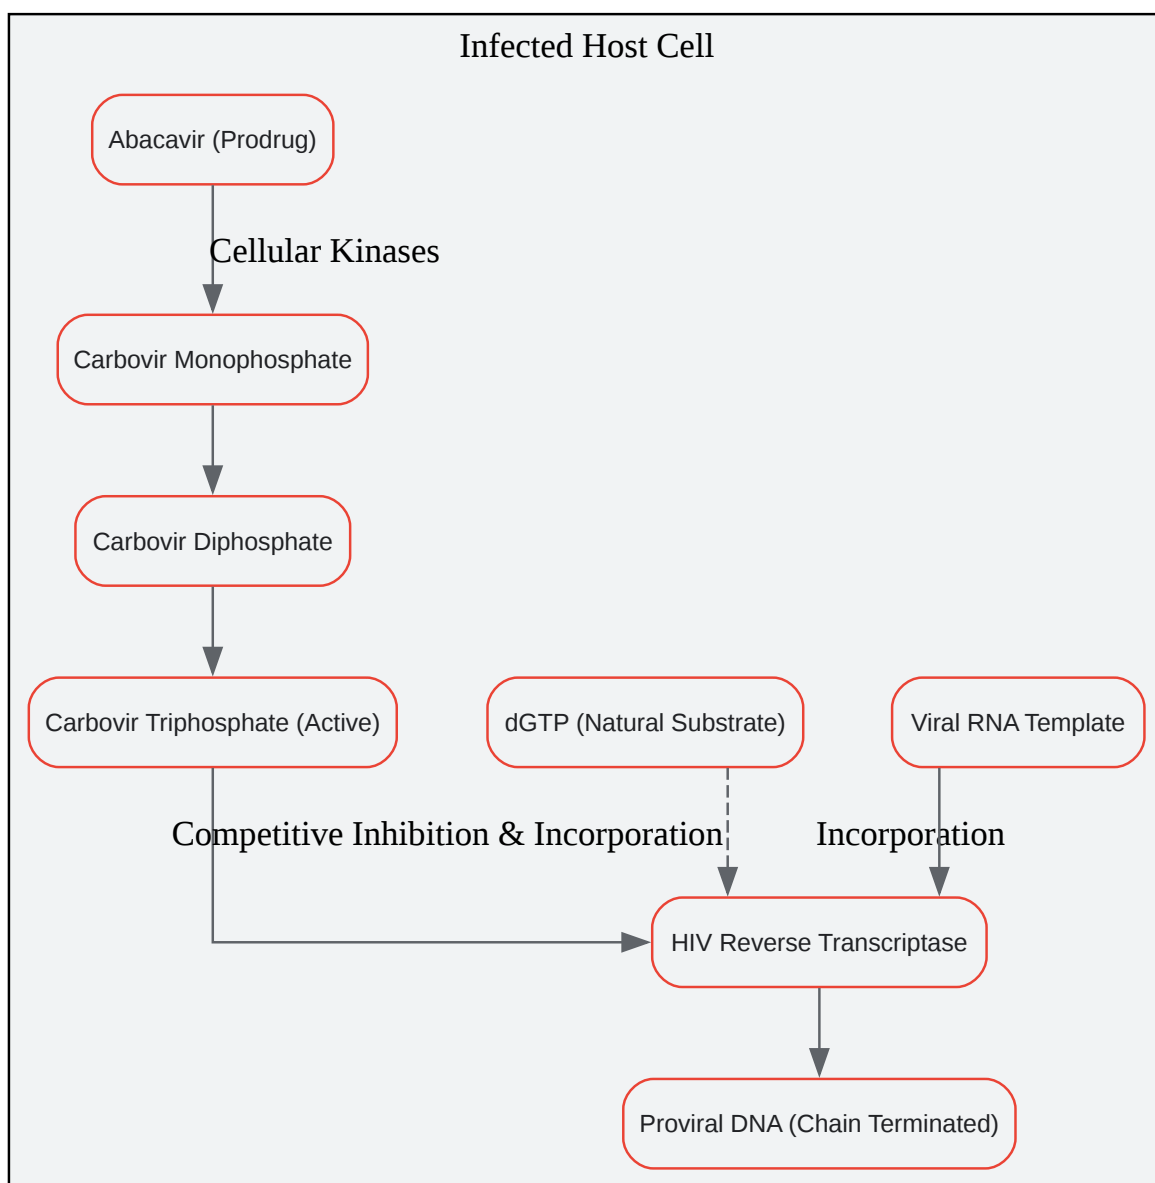 Infected Host Cell
Abacavir (Prodrug)
Cellular Kinases
Carbovir Monophosphate
Carbovir Diphosphate
Carbovir Triphosphate (Active)
dGTP (Natural Substrate)
Viral RNA Template
Competitive Inhibition & Incorporation
Incorporation
HIV Reverse Transcriptase
Proviral DNA (Chain Terminated)